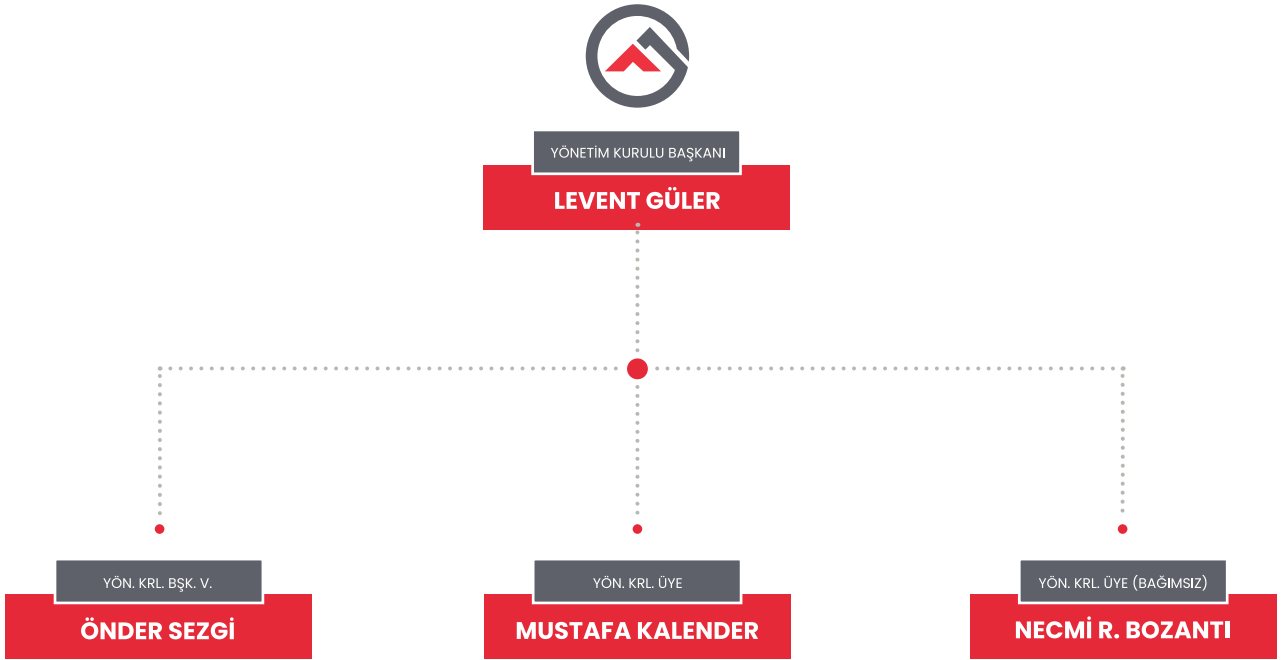 YÖNETİM KURULU BAŞKANI
LEVENT GÜLER
YÖN. KRL. BŞK. V.
ÖNDER SEZGİ
YÖN. KRL. ÜYE
MUSTAFA KALENDER
YÖN. KRL. ÜYE (BAĞIMSIZ)
NECMİ R. BOZANTI